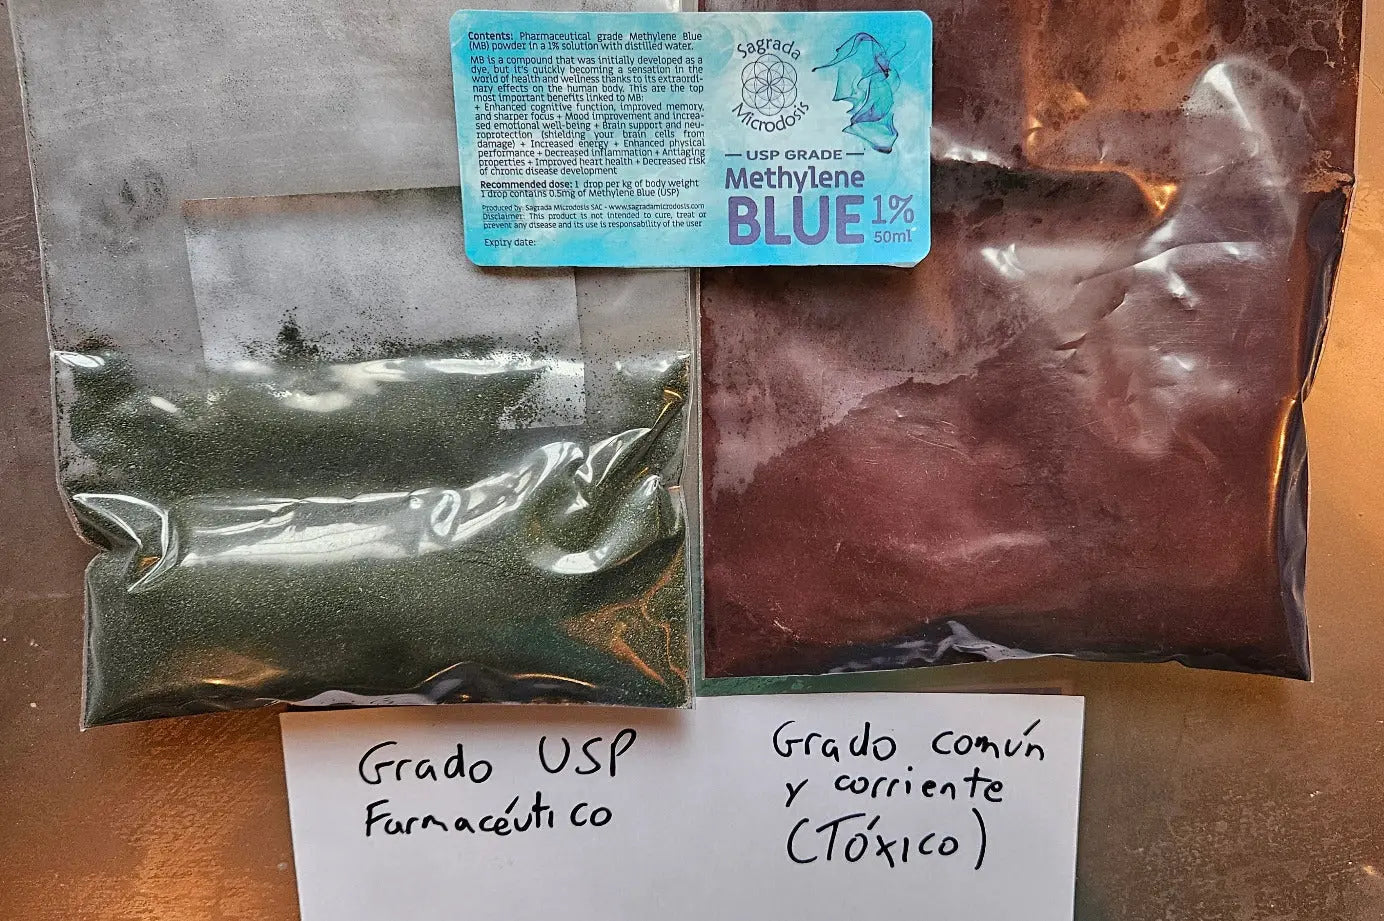 Contents: Pharmaceutical grade Methylene Blue
(MB) powder in a 1% solution with distilled water.
MB is a compound that was initially developed as a
dye, but it's quickly becoming a sensation in the
world of health and wellness thanks to its extraordi-
nary effects on the human body. This are the top
most important benefits linked to MB:
+ Enhanced cognitive function, improved memory,
and sharper focus + Mood improvement and increa-
sed emotional well-being + Brain support and neu-
roprotection (shielding your brain cells from
damage) + Increased energy + Enhanced physical
performance + Decreased inflammation + Antiaging
properties + Improved heart health + Decreased risk
of chronic disease development
Recommended dose: 1 drop per kg of body weight
1 drop contains 0.5mg of Methylene Blue (USP)
Produced by: Sagrada Microdosis SAC - www.sagradamicrodosis.com
Disclaimer: This product is not intended to cure, treat or
prevent any disease and its use is responsability of the user
Expiry date:
Sagrada
Microdosis
USP GRADE
Methylene
BLUE 1%
50ml
Grado USP
Farmacéutico
Grado común
y corriente
(Tóxico)